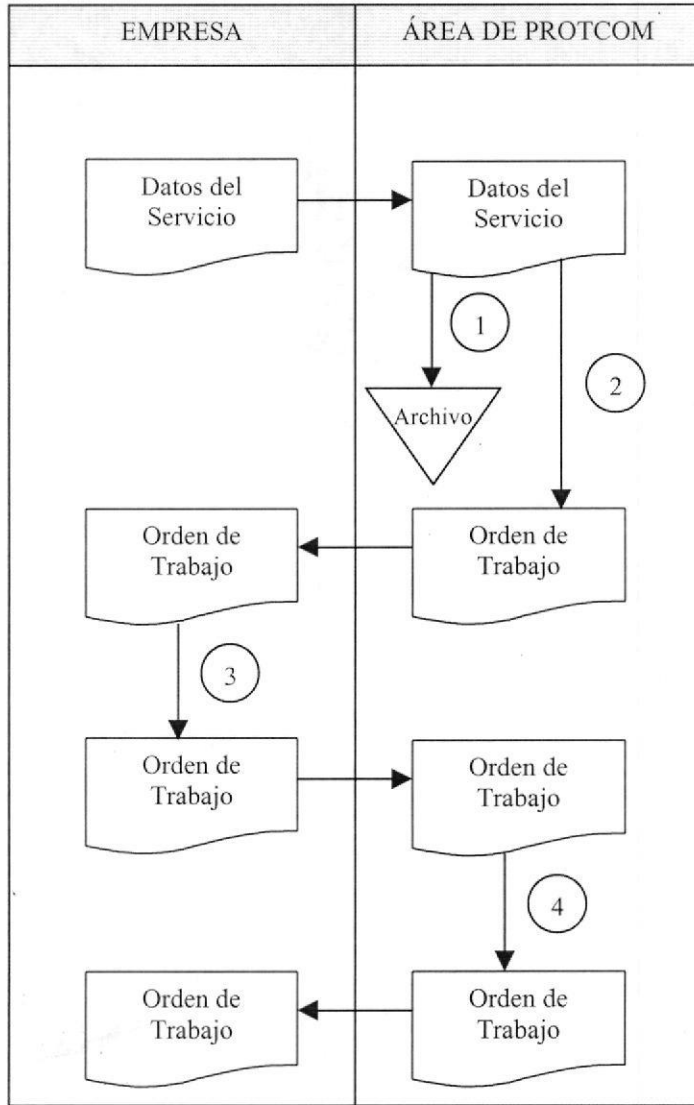 EMPRESA
ÁREA DE PROTCOM
Datos del
Servicio
Datos del
Servicio
1
2
Archivo
Orden de
Trabajo
Orden de
Trabajo
3
Orden de
Trabajo
Orden de
Trabajo
4
Orden de
Trabajo
Orden de
Trabajo